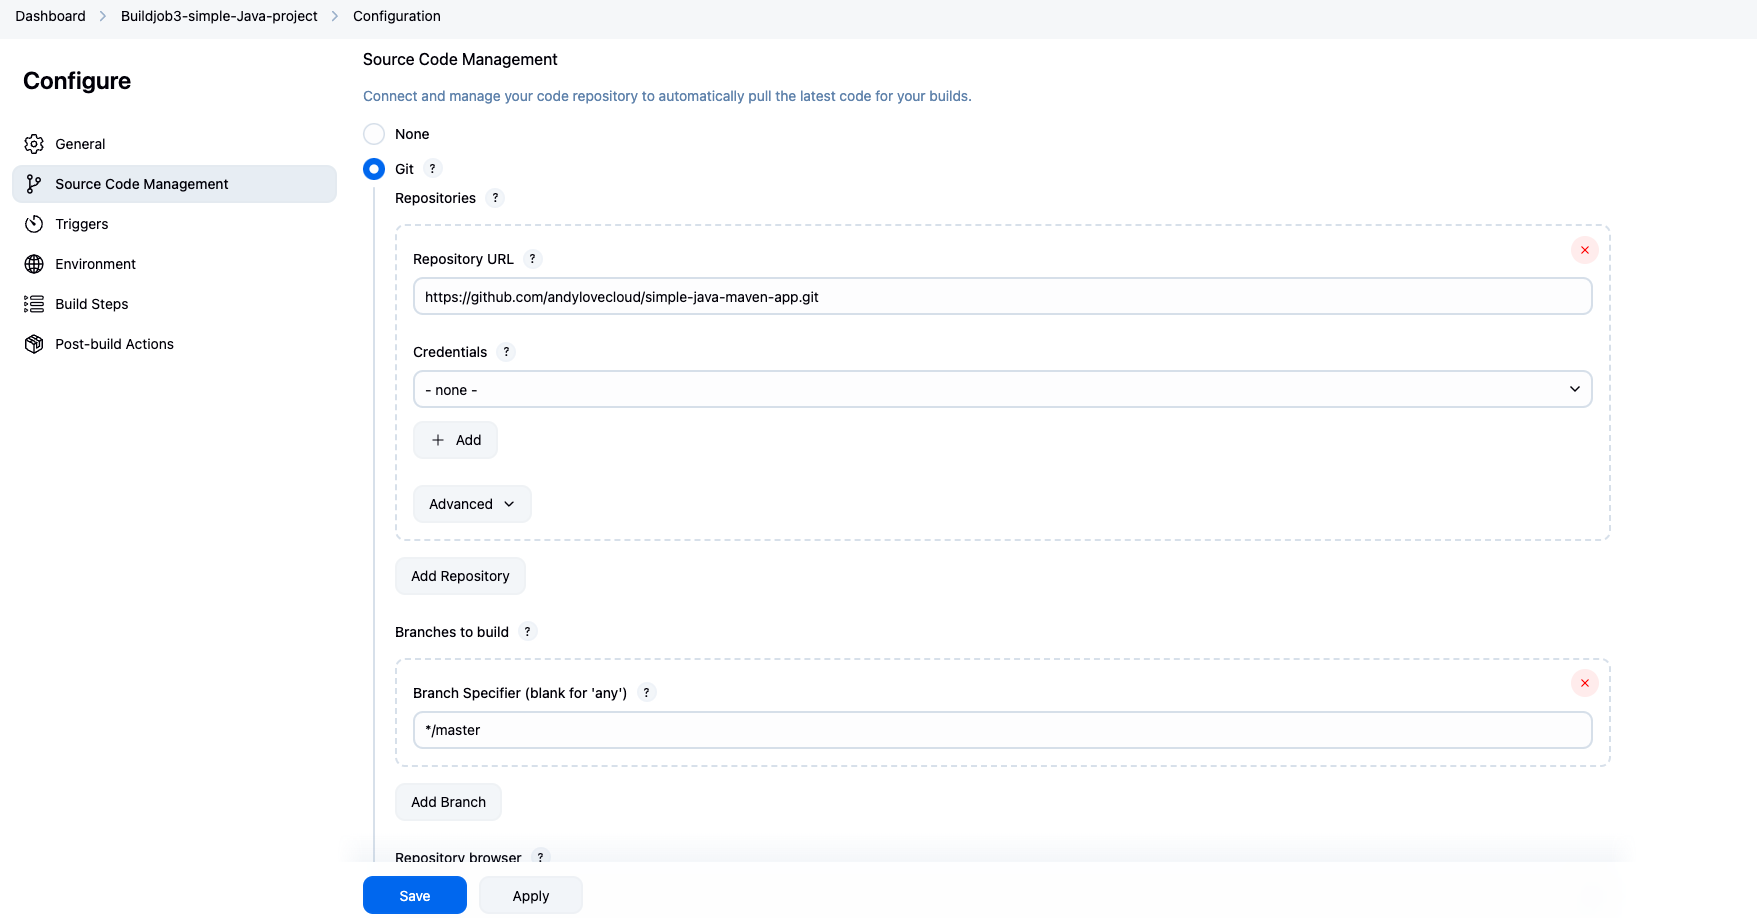 Dashboard > Buildjob3-simple-Java-project > Configuration
Configure
General
Source Code Management
Triggers
Environment
Build Steps
Post-build Actions
Source Code Management
Connect and manage your code repository to automatically pull the latest code for your builds.
None
Git ?
Repositories ?
Repository URL ?
https://github.com/andylovecloud/simple-java-maven-app.git
Credentials ?
- none -
+ Add
Advanced
Add Repository
Branches to build ?
Branch Specifier (blank for 'any') ?
*/master
Add Branch
Repository browser ?
Save Apply